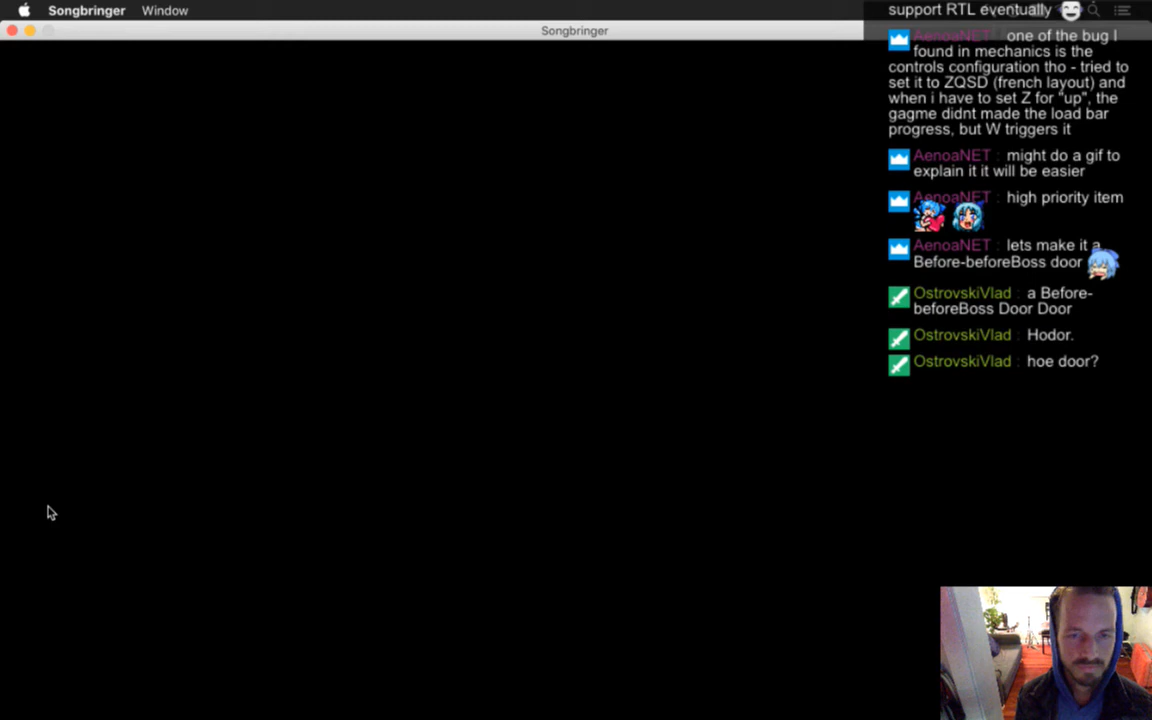 Songbringer Window
Songbringer
support RTL eventually
AenoaNET : one of the bug I
found in mechanics is the
controls configuration tho - tried to
set it to ZQSD (french layout) and
when i have to set Z for "up", the
gagme didnt made the load bar
progress, but W triggers it
AenoaNET : might do a gif to
explain it it will be easier
AenoaNET : high priority item
AenoaNET : lets make it a
Before-beforeBoss door
OstrovskiVlad : a Before-
beforeBoss Door Door
OstrovskiVlad : Hodor.
OstrovskiVlad : hoe door?